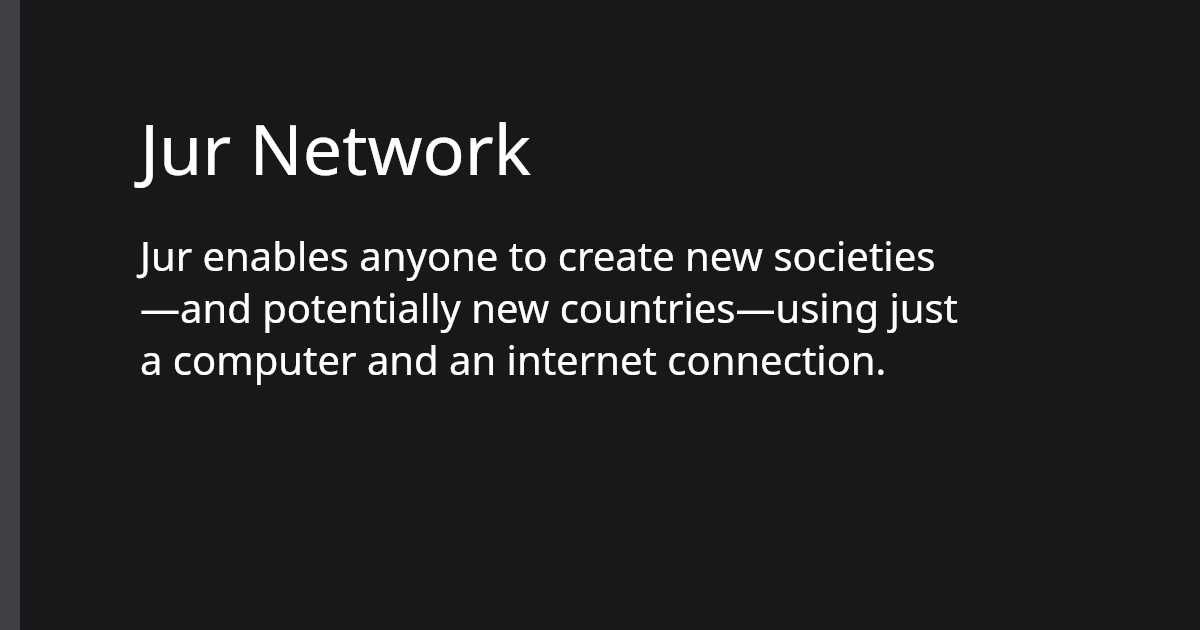 Jur Network
Jur enables anyone to create new societies
—and potentially new countries—using just
a computer and an internet connection.